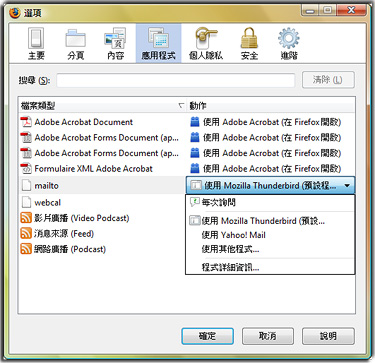 選項
主要 分頁 內容 應用程式 個人隱私 安全 進階
搜尋 (S): 清除 (L)
檔案類型 動作
Adobe Acrobat Document 使用 Adobe Acrobat (在 Firefox 開啟)
Adobe Acrobat Forms Document (ap... 使用 Adobe Acrobat (在 Firefox 開啟)
Adobe Acrobat Forms Document (ap... 使用 Adobe Acrobat (在 Firefox 開啟)
Formulaire XML Adobe Acrobat 使用 Adobe Acrobat (在 Firefox 開啟)
mailto 使用 Mozilla Thunderbird (預設程...
webcal 每次詢問
影片廣播 (Video Podcast) 使用 Mozilla Thunderbird (預設...
消息來源 (Feed) 使用 Yahoo! Mail
網路廣播 (Podcast) 使用其他程式...
程式詳細資訊...
確定 取消 說明